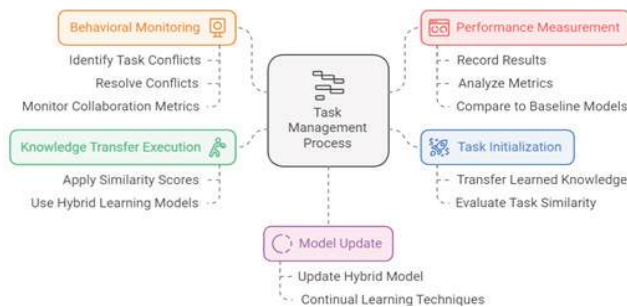 Behavioral Monitoring
Identify Task Conflicts
Resolve Conflicts
Monitor Collaboration Metrics
Knowledge Transfer Execution
Apply Similarity Scores
Use Hybrid Learning Models
Task
Management
Process
Performance Measurement
Record Results
Analyze Metrics
Compare to Baseline Models
Task Initialization
Transfer Learned Knowledge
Evaluate Task Similarity
Model Update
Update Hybrid Model
Continual Learning Techniques